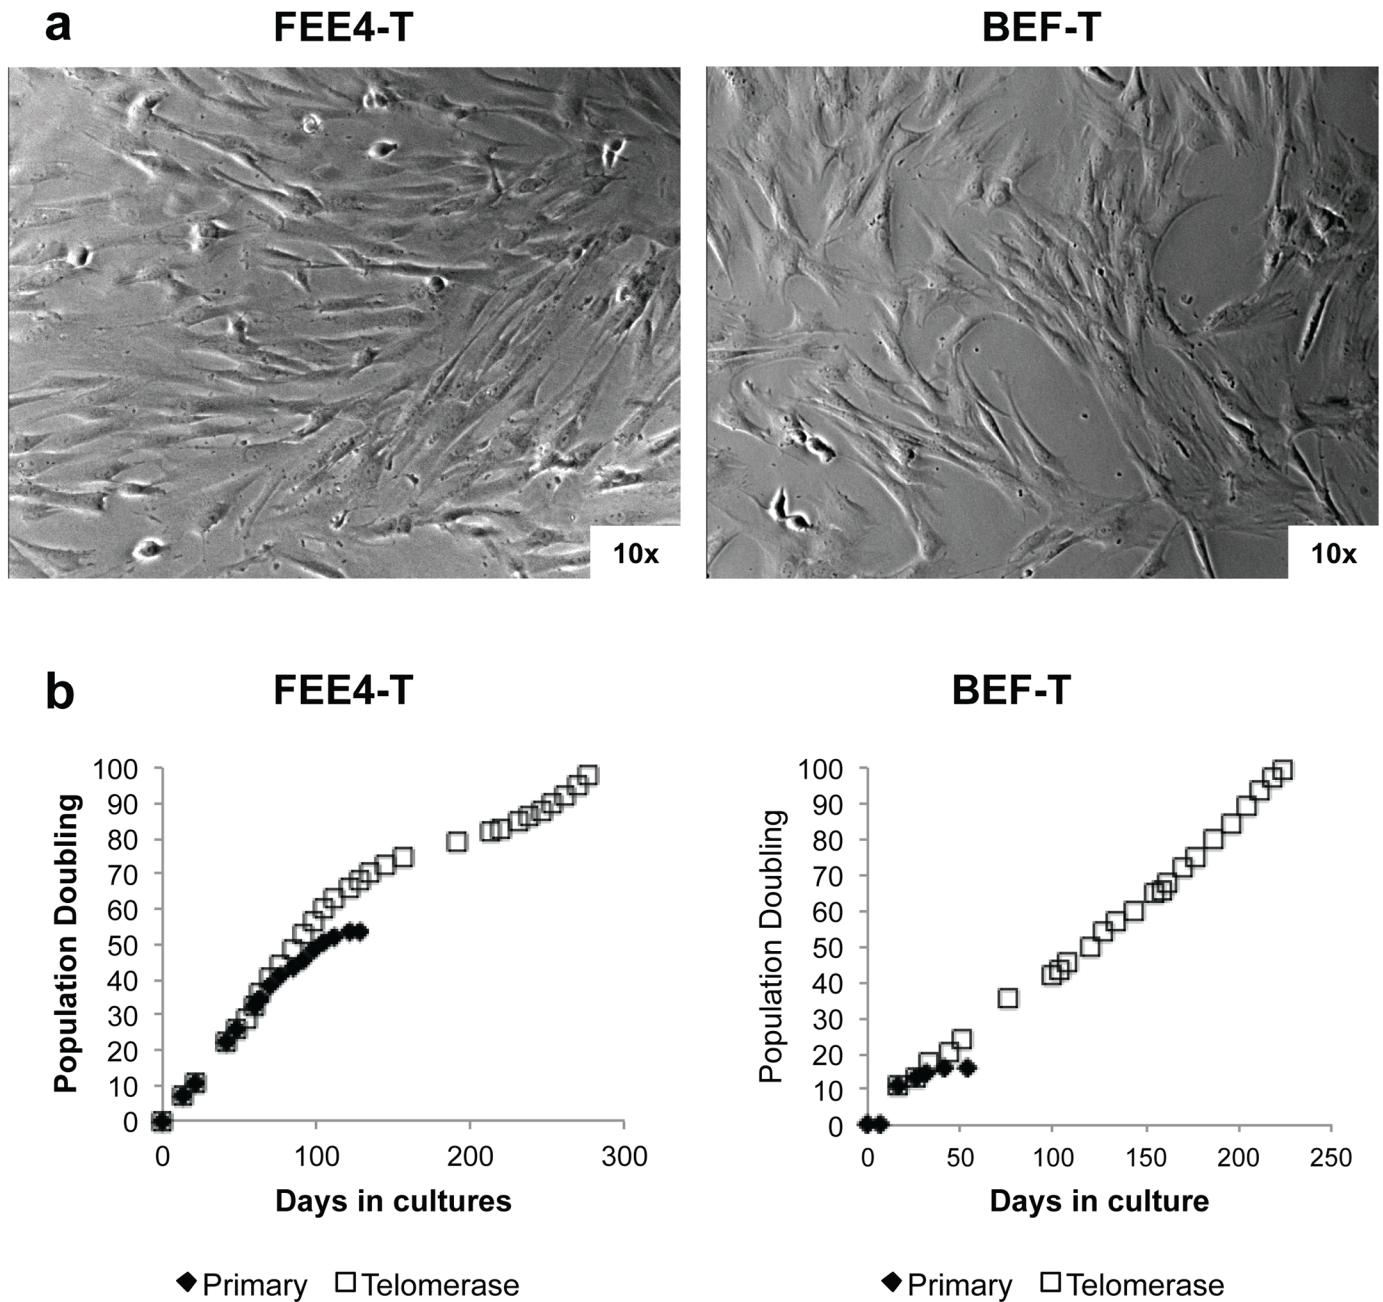 a
FEE4-T
BEF-T
10x
10x
b
FEE4-T
BEF-T
Population Doubling
100
90
80
70
60
50
40
30
20
10
0
0 100 200 300
Days in cultures
Primary Telomerase
Population Doubling
100
90
80
70
60
50
40
30
20
10
0
0 50 100 150 200 250
Days in culture
Primary Telomerase